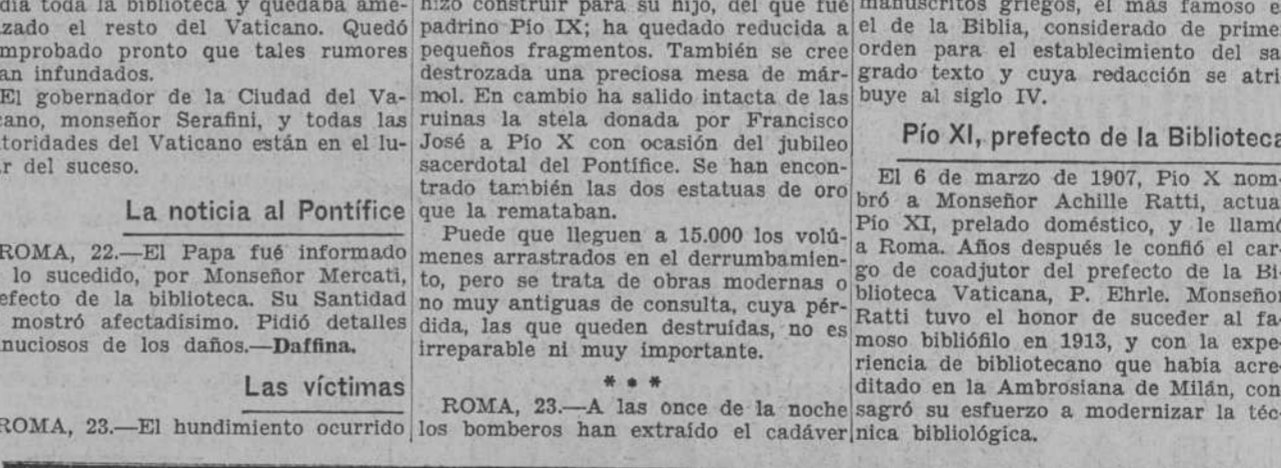 día toda la biblioteca y quedaba ame-
zado el resto del Vaticano. Quedó
mprobado pronto que tales rumores
an infundados.
El gobernador de la Ciudad del Va-
cano, monseñor Serafini, y todas las
toridades del Vaticano están en el lu-
r del suceso.
La noticia al Pontífice
ROMA, 22.—El Papa fué informado
lo sucedido, por Monseñor Mercati,
efecto de la biblioteca. Su Santidad
mostró afectadísimo. Pidió detalles
nuciosos de los daños.—Daffina.
Las víctimas
ROMA, 23.—El hundimiento ocurrido
hizo construir para su hijo, del que fué
padrino Pío IX; ha quedado reducida a
pequeños fragmentos. También se cree
destrozada una preciosa mesa de már-
mol. En cambio ha salido intacta de las
ruinas la stela donada por Francisco
José a Pío X con ocasión del jubileo
sacerdotal del Pontífice. Se han encon-
trado también las dos estatuas de oro
que la remataban.
Puede que lleguen a 15.000 los volú-
menes arrastrados en el derrumbamien-
to, pero se trata de obras modernas o
no muy antiguas de consulta, cuya pér-
dida, las que queden destruídas, no es
irreparable ni muy importante.
* * *
ROMA, 23.—A las once de la noche
los bomberos han extraído el cadáver
manuscritos griegos, el más famoso e
el de la Biblia, considerado de prime
orden para el establecimiento del sa
grado texto y cuya redacción se atri
buye al siglo IV.
Pío XI, prefecto de la Biblioteca
El 6 de marzo de 1907, Pío X nom-
bró a Monseñor Achille Ratti, actua
Pío XI, prelado doméstico, y le llamó
a Roma. Años después le confió el car-
go de coadjutor del prefecto de la Bi-
blioteca Vaticana, P. Ehrle. Monseñor
Ratti tuvo el honor de suceder al fa-
moso bibliófilo en 1913, y con la expe-
riencia de bibliotecano que había acre-
ditado en la Ambrosiana de Milán, con
sagró su esfuerzo a modernizar la téc-
nica bibliológica.